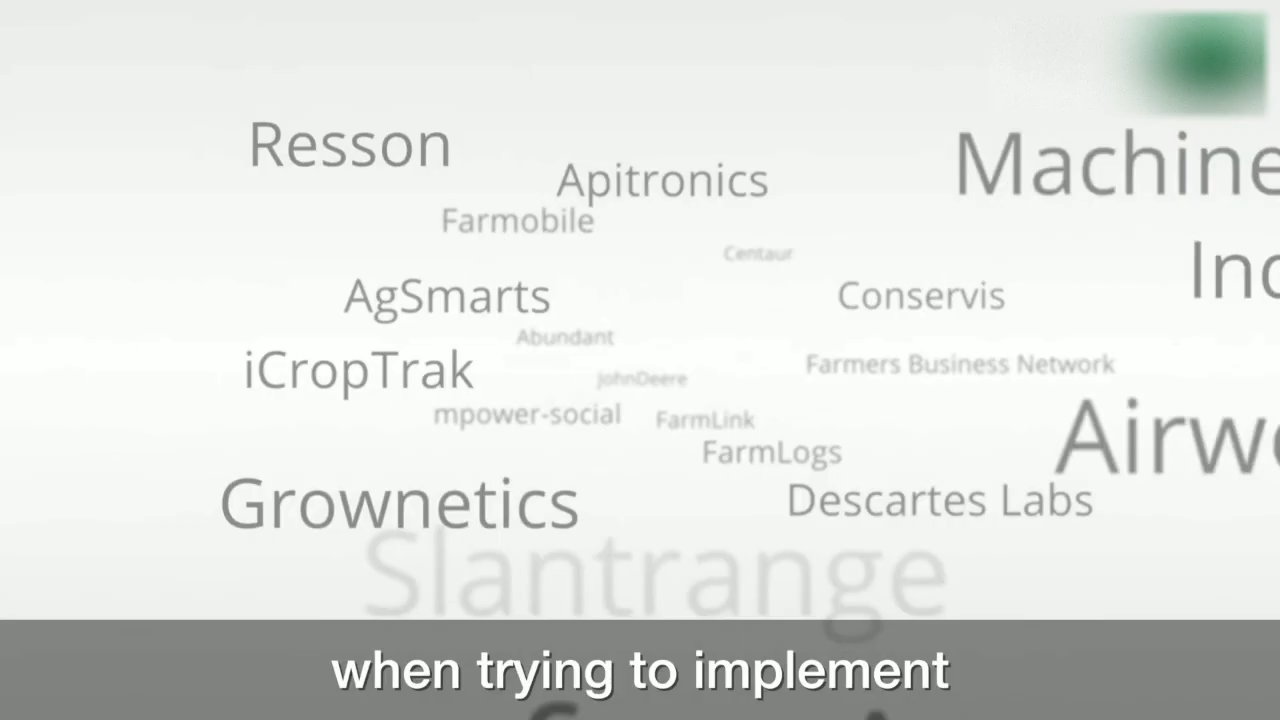 Resson
Machine
Apitronics
Farmobile
Centaur
Conservis
AgSmarts
Abundant
Farmers Business Network
iCropTrak
JohnDeere
mpower-social
FarmLink
FarmLogs
Grownetics
Descartes Labs
Slantrange
when trying to implement